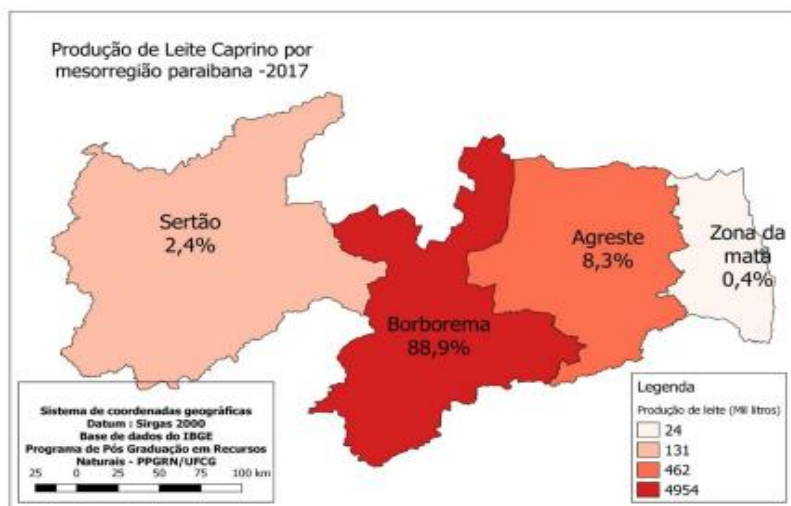 Produção de Leite Caprino por
mesorregião paraibana -2017
Sertão
2,4%
Borborema
88,9%
Agreste
8,3%
Zona da
mata
0,4%
Sistema de coordenadas geográficas
Datum : Sirgas 2000
Base de dados do IBGE
Programa de Pós Graduação em Recursos
Naturais - PPGRN/UFCG
25 0 25 50 75 100 km
Legenda
Produção de leite (Mil litros)
24
131
462
4954